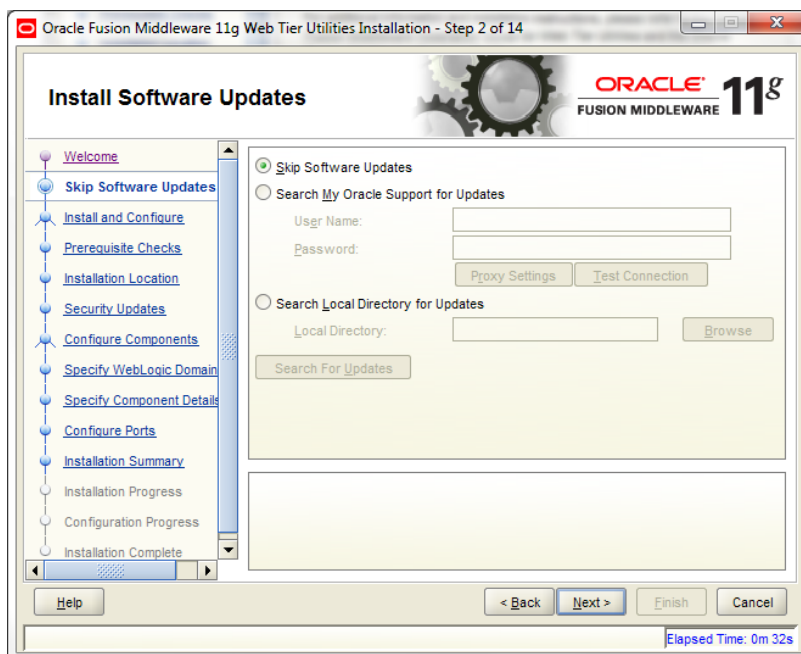 Oracle Fusion Middleware 11g Web Tier Utilities Installation - Step 2 of 14
Install Software Updates
ORACLE
FUSION MIDDLEWARE 11g
Welcome
Skip Software Updates
Install and Configure
Prerequisite Checks
Installation Location
Security Updates
Configure Components
Specify WebLogic Domain
Specify Component Details
Configure Ports
Installation Summary
Installation Progress
Configuration Progress
Installation Complete
Skip Software Updates
Search My Oracle Support for Updates
User Name:
Password:
Proxy Settings Test Connection
Search Local Directory for Updates
Local Directory: Browse
Search For Updates
Help < Back Next > Finish Cancel
Elapsed Time: 0m 32s